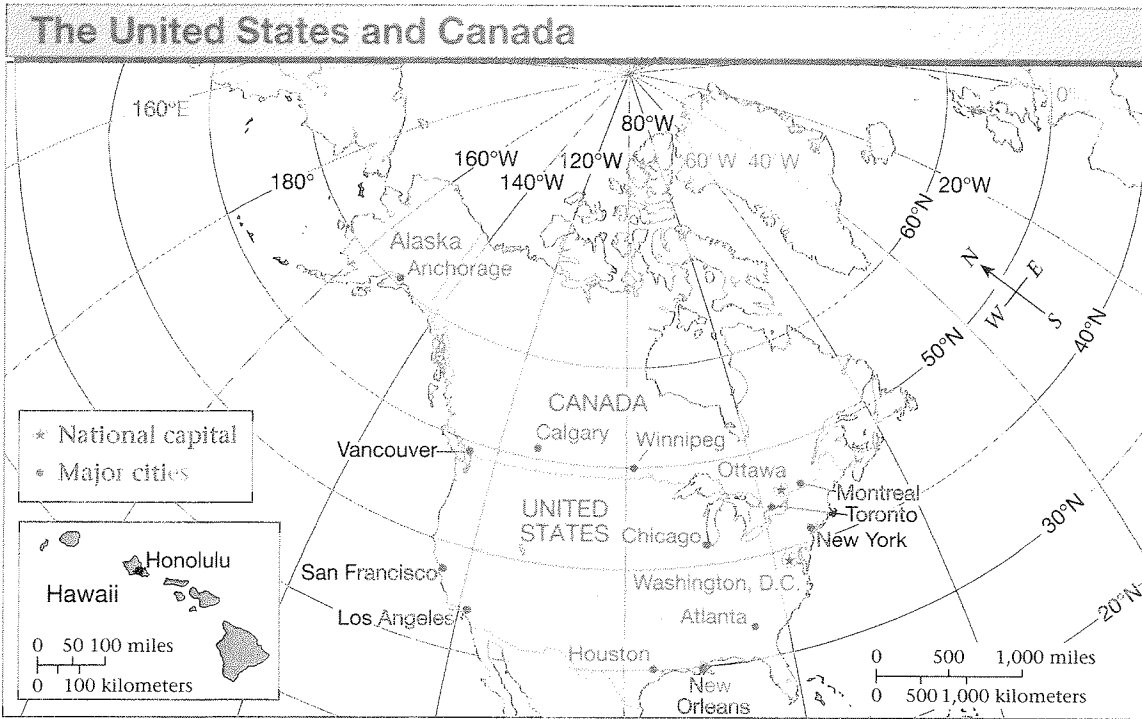 The United States and Canada
160°E
180°
160°W
140°W
120°W
80°W
60°W
40°W
20°W
0°
60°N
50°N
40°N
30°N
20°N
N
E
W
S
Alaska
Anchorage
CANADA
Calgary
Winnipeg
Vancouver
Ottawa
Montreal
Toronto
UNITED
STATES
Chicago
New York
San Francisco
Washington, D.C.
Los Angeles
Atlanta
Houston
New
Orleans
National capital
Major cities
Honolulu
Hawaii
0 50 100 miles
0 100 kilometers
0 500 1,000 miles
0 500 1,000 kilometers